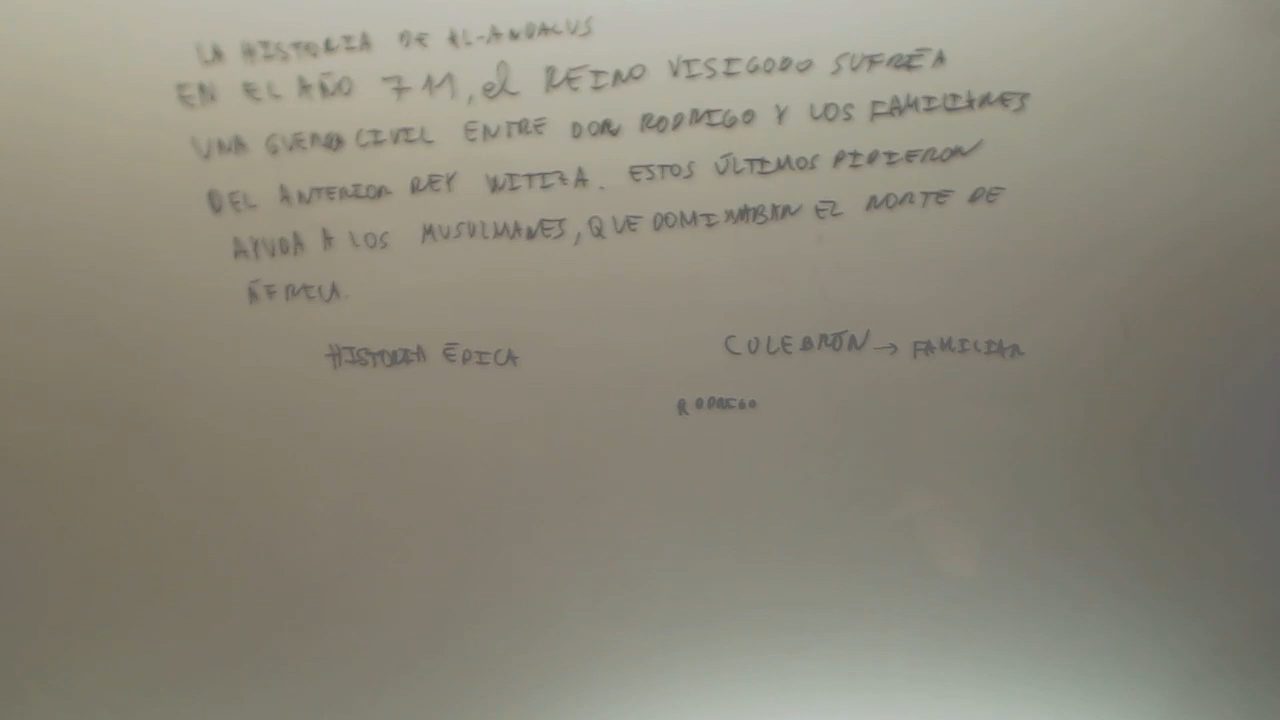 LA HISTORIA DE AL-ANDALUS
EN EL AÑO 711, el REINO VISIGODO SUFRÍA
UNA GUERRA CIVIL ENTRE DON RODRIGO Y LOS FAMILIARES
DEL ANTERIOR REY WITIZA. ESTOS ÚLTIMOS PIDIERON
AYUDA A LOS MUSULMANES, QUE DOMINABAN EL NORTE DE
ÁFRICA.
HISTORIA ÉPICA
CULEBRÓN → FAMILIAR
RODRIGO